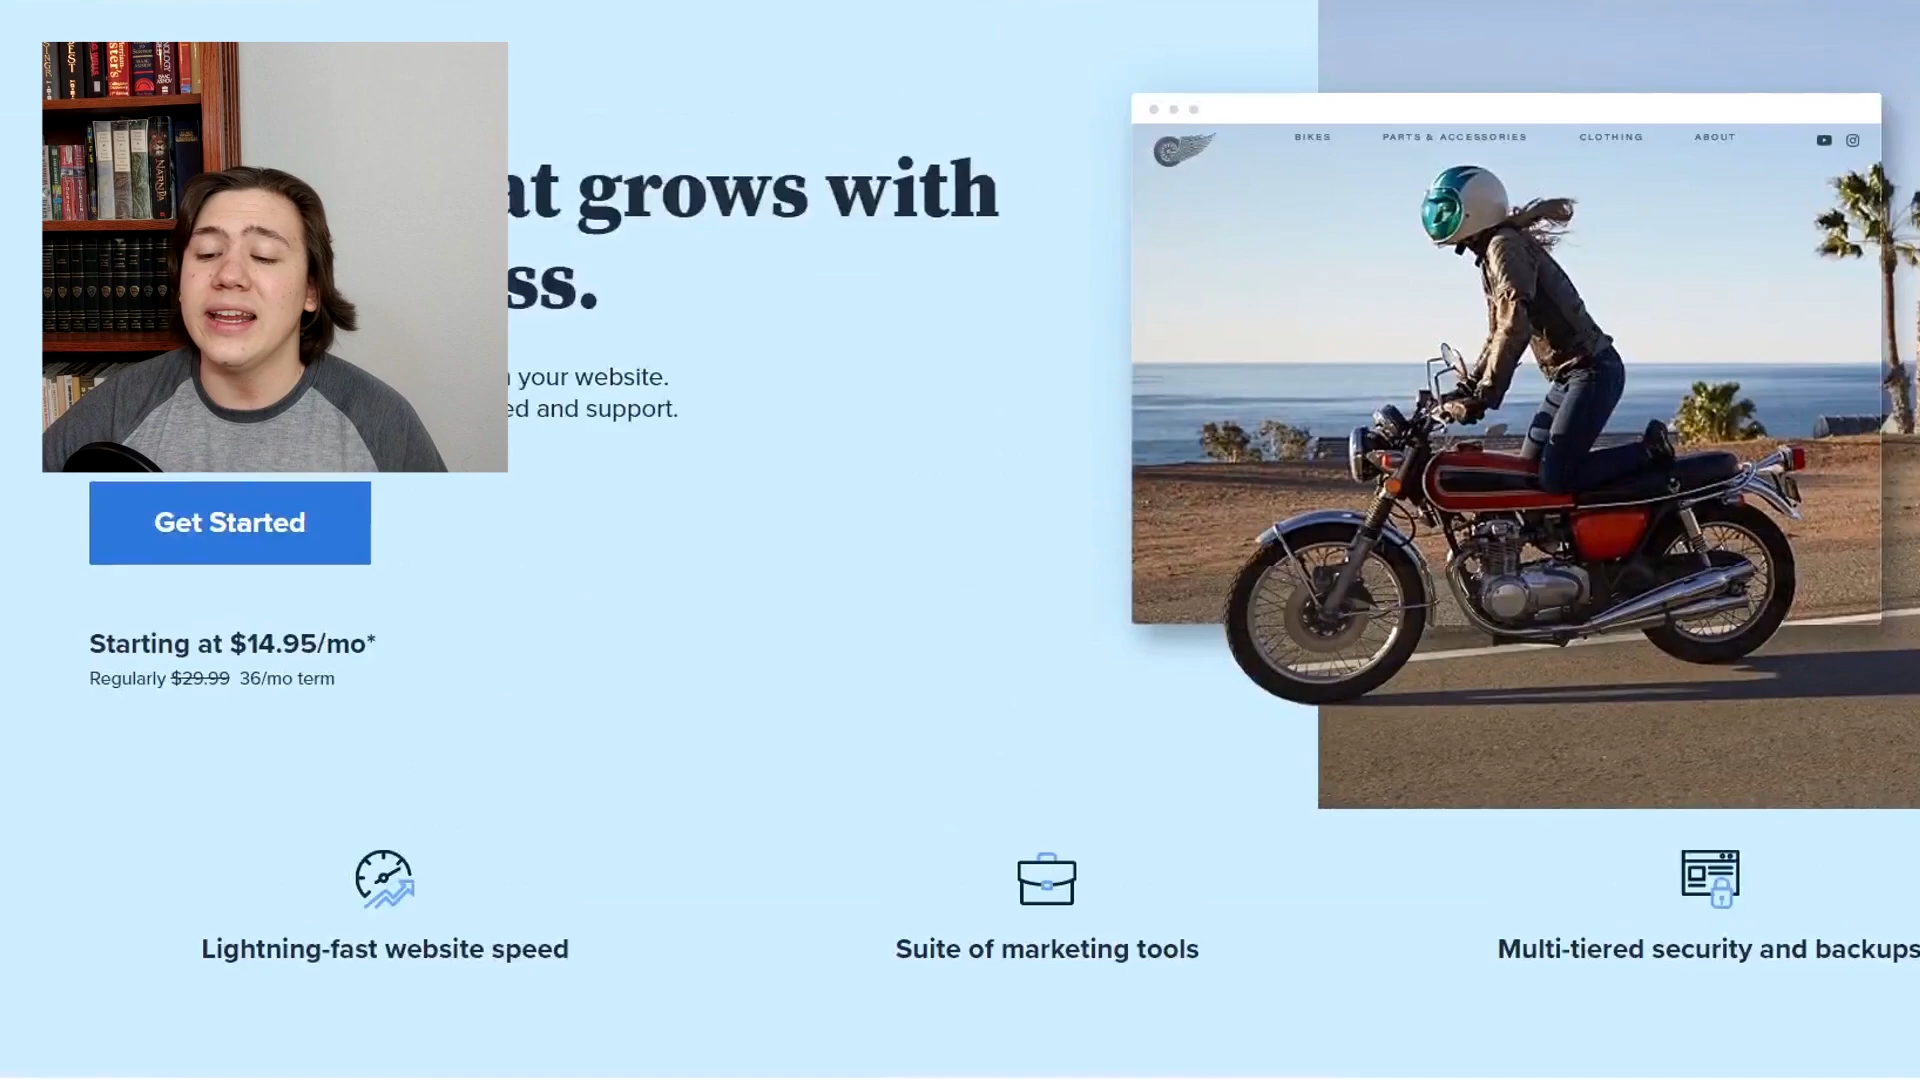 NARNIA
BIKES PARTS & ACCESSORIES CLOTHING ABOUT
at grows with
ss.
your website.
ed and support.
Get Started
Starting at $14.95/mo*
Regularly $29.99 36/mo term
Lightning-fast website speed
Suite of marketing tools
Multi-tiered security and backups